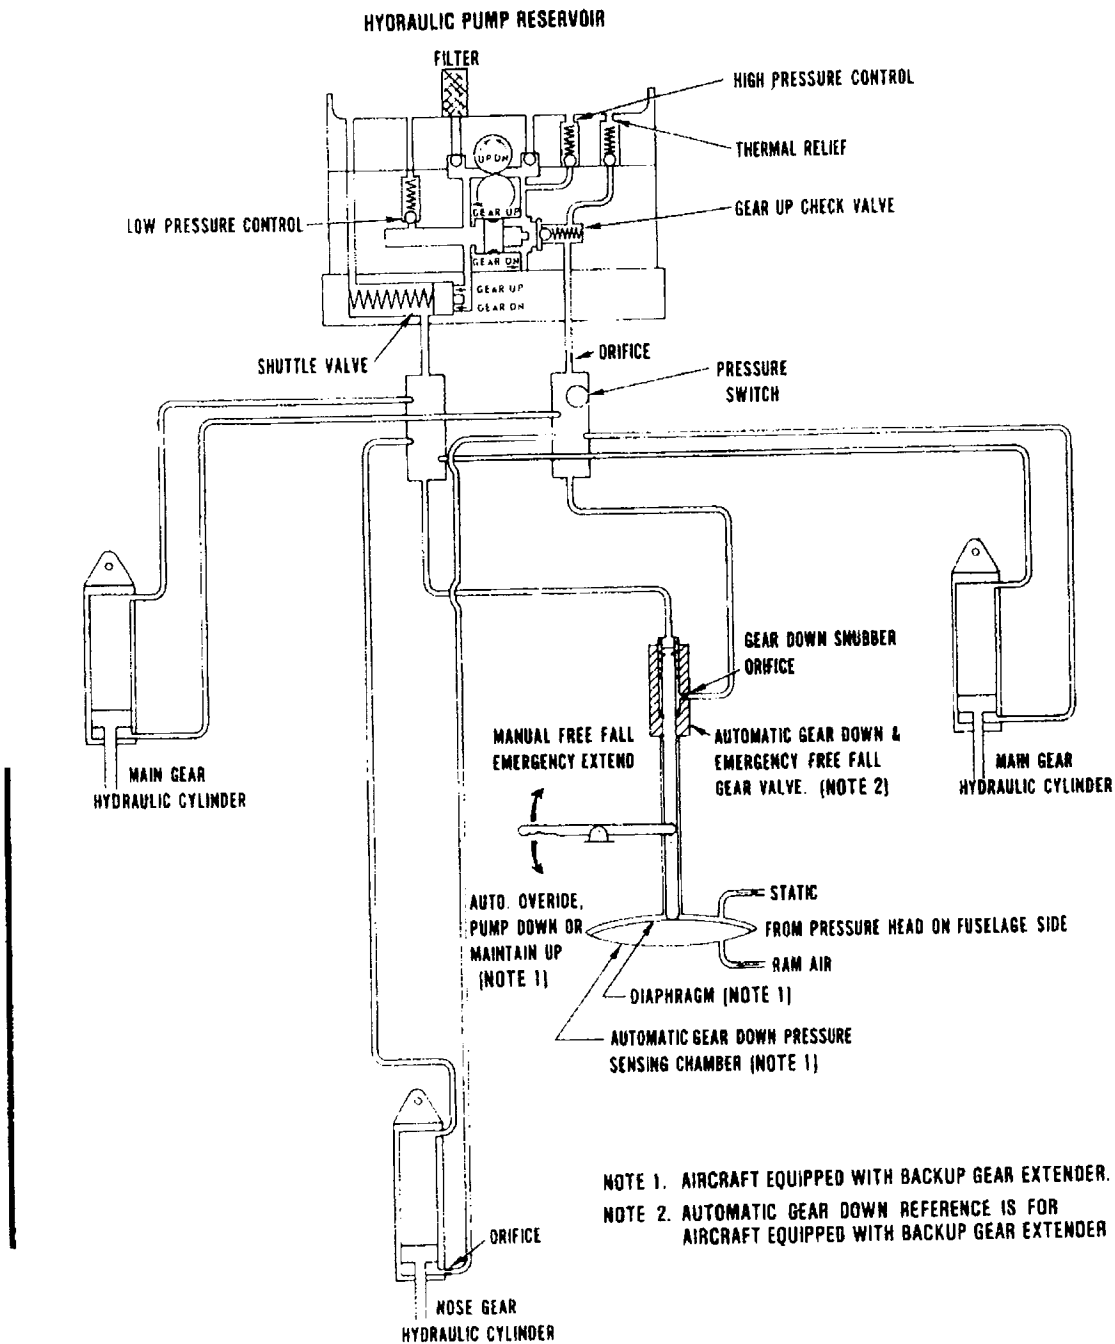 HYDRAULIC PUMP RESERVOIR
FILTER
HIGH PRESSURE CONTROL
THERMAL RELIEF
UP DN
LOW PRESSURE CONTROL
GEAR UP
GEAR UP CHECK VALVE
GEAR DN
GEAR UP
GEAR DN
SHUTTLE VALVE
ORIFICE
PRESSURE
SWITCH
GEAR DOWN SNUBBER
ORIFICE
MANUAL FREE FALL
EMERGENCY EXTEND
AUTOMATIC GEAR DOWN &
EMERGENCY FREE FALL
GEAR VALVE. (NOTE 2)
MAIN GEAR
HYDRAULIC CYLINDER
MAIN GEAR
HYDRAULIC CYLINDER
AUTO. OVERIDE,
PUMP DOWN OR
MAINTAIN UP
(NOTE 1)
STATIC
FROM PRESSURE HEAD ON FUSELAGE SIDE
RAM AIR
DIAPHRAGM (NOTE 1)
AUTOMATIC GEAR DOWN PRESSURE
SENSING CHAMBER (NOTE 1)
ORIFICE
NOSE GEAR
HYDRAULIC CYLINDER
NOTE 1. AIRCRAFT EQUIPPED WITH BACKUP GEAR EXTENDER.
NOTE 2. AUTOMATIC GEAR DOWN REFERENCE IS FOR
AIRCRAFT EQUIPPED WITH BACKUP GEAR EXTENDER